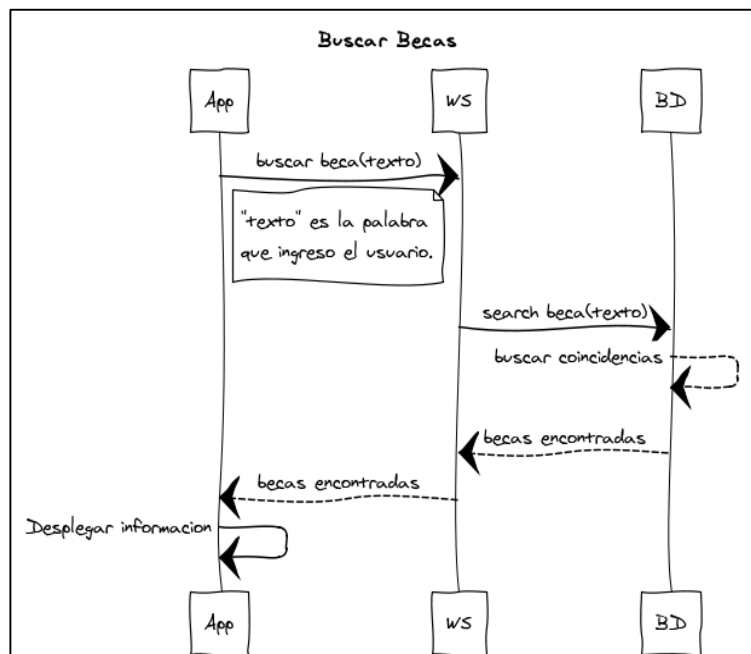 Buscar Becas
App
WS
BD
buscar beca(texto)
"texto" es la palabra
que ingreso el usuario.
search beca(texto)
buscar coincidencias
becas encontradas
becas encontradas
Desplegar informacion
App
WS
BD